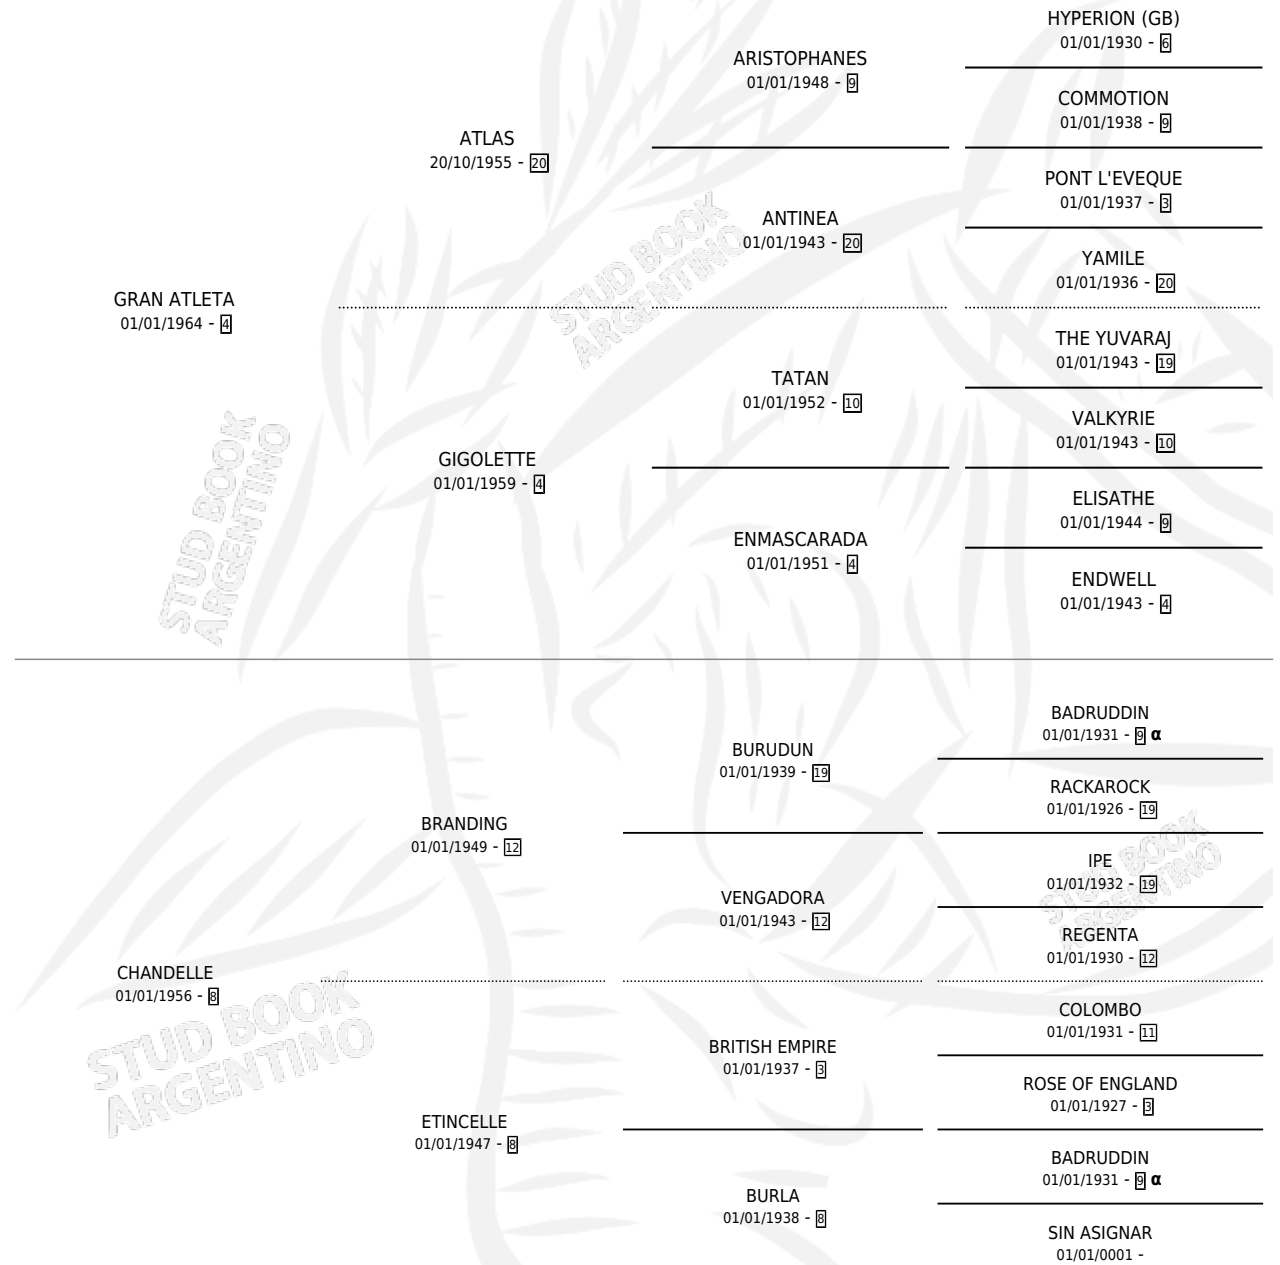 HYPERION (GB)
01/01/1930 - 6
ARISTOPHANES
01/01/1948 - 9
COMMOTION
01/01/1938 - 9
ATLAS
20/10/1955 - 20
PONT L'EVEQUE
01/01/1937 - 3
ANTINEA
01/01/1943 - 20
YAMILE
01/01/1936 - 20
GRAN ATLETA
01/01/1964 - 4
THE YUVARAJ
01/01/1943 - 19
TATAN
01/01/1952 - 10
VALKYRIE
01/01/1943 - 10
GIGOLETTE
01/01/1959 - 4
ELISATHE
01/01/1944 - 9
ENMASCARADA
01/01/1951 - 4
ENDWELL
01/01/1943 - 4
BADRUDDIN
01/01/1931 - 9 α
BURUDUN
01/01/1939 - 19
RACKAROCK
01/01/1926 - 19
BRANDING
01/01/1949 - 12
IPE
01/01/1932 - 19
VENGADORA
01/01/1943 - 12
REGENTA
01/01/1930 - 12
CHANDELLE
01/01/1956 - 8
COLOMBO
01/01/1931 - 11
BRITISH EMPIRE
01/01/1937 - 3
ROSE OF ENGLAND
01/01/1927 - 3
ETINCELLE
01/01/1947 - 8
BADRUDDIN
01/01/1931 - 9 α
BURLA
01/01/1938 - 8
SIN ASIGNAR
01/01/0001 -
STUD BOOK
ARGENTINO
STUD BOOK
ARGENTINO
STUD BOOK
ARGENTINO
STUD BOOK
ARGENTINO